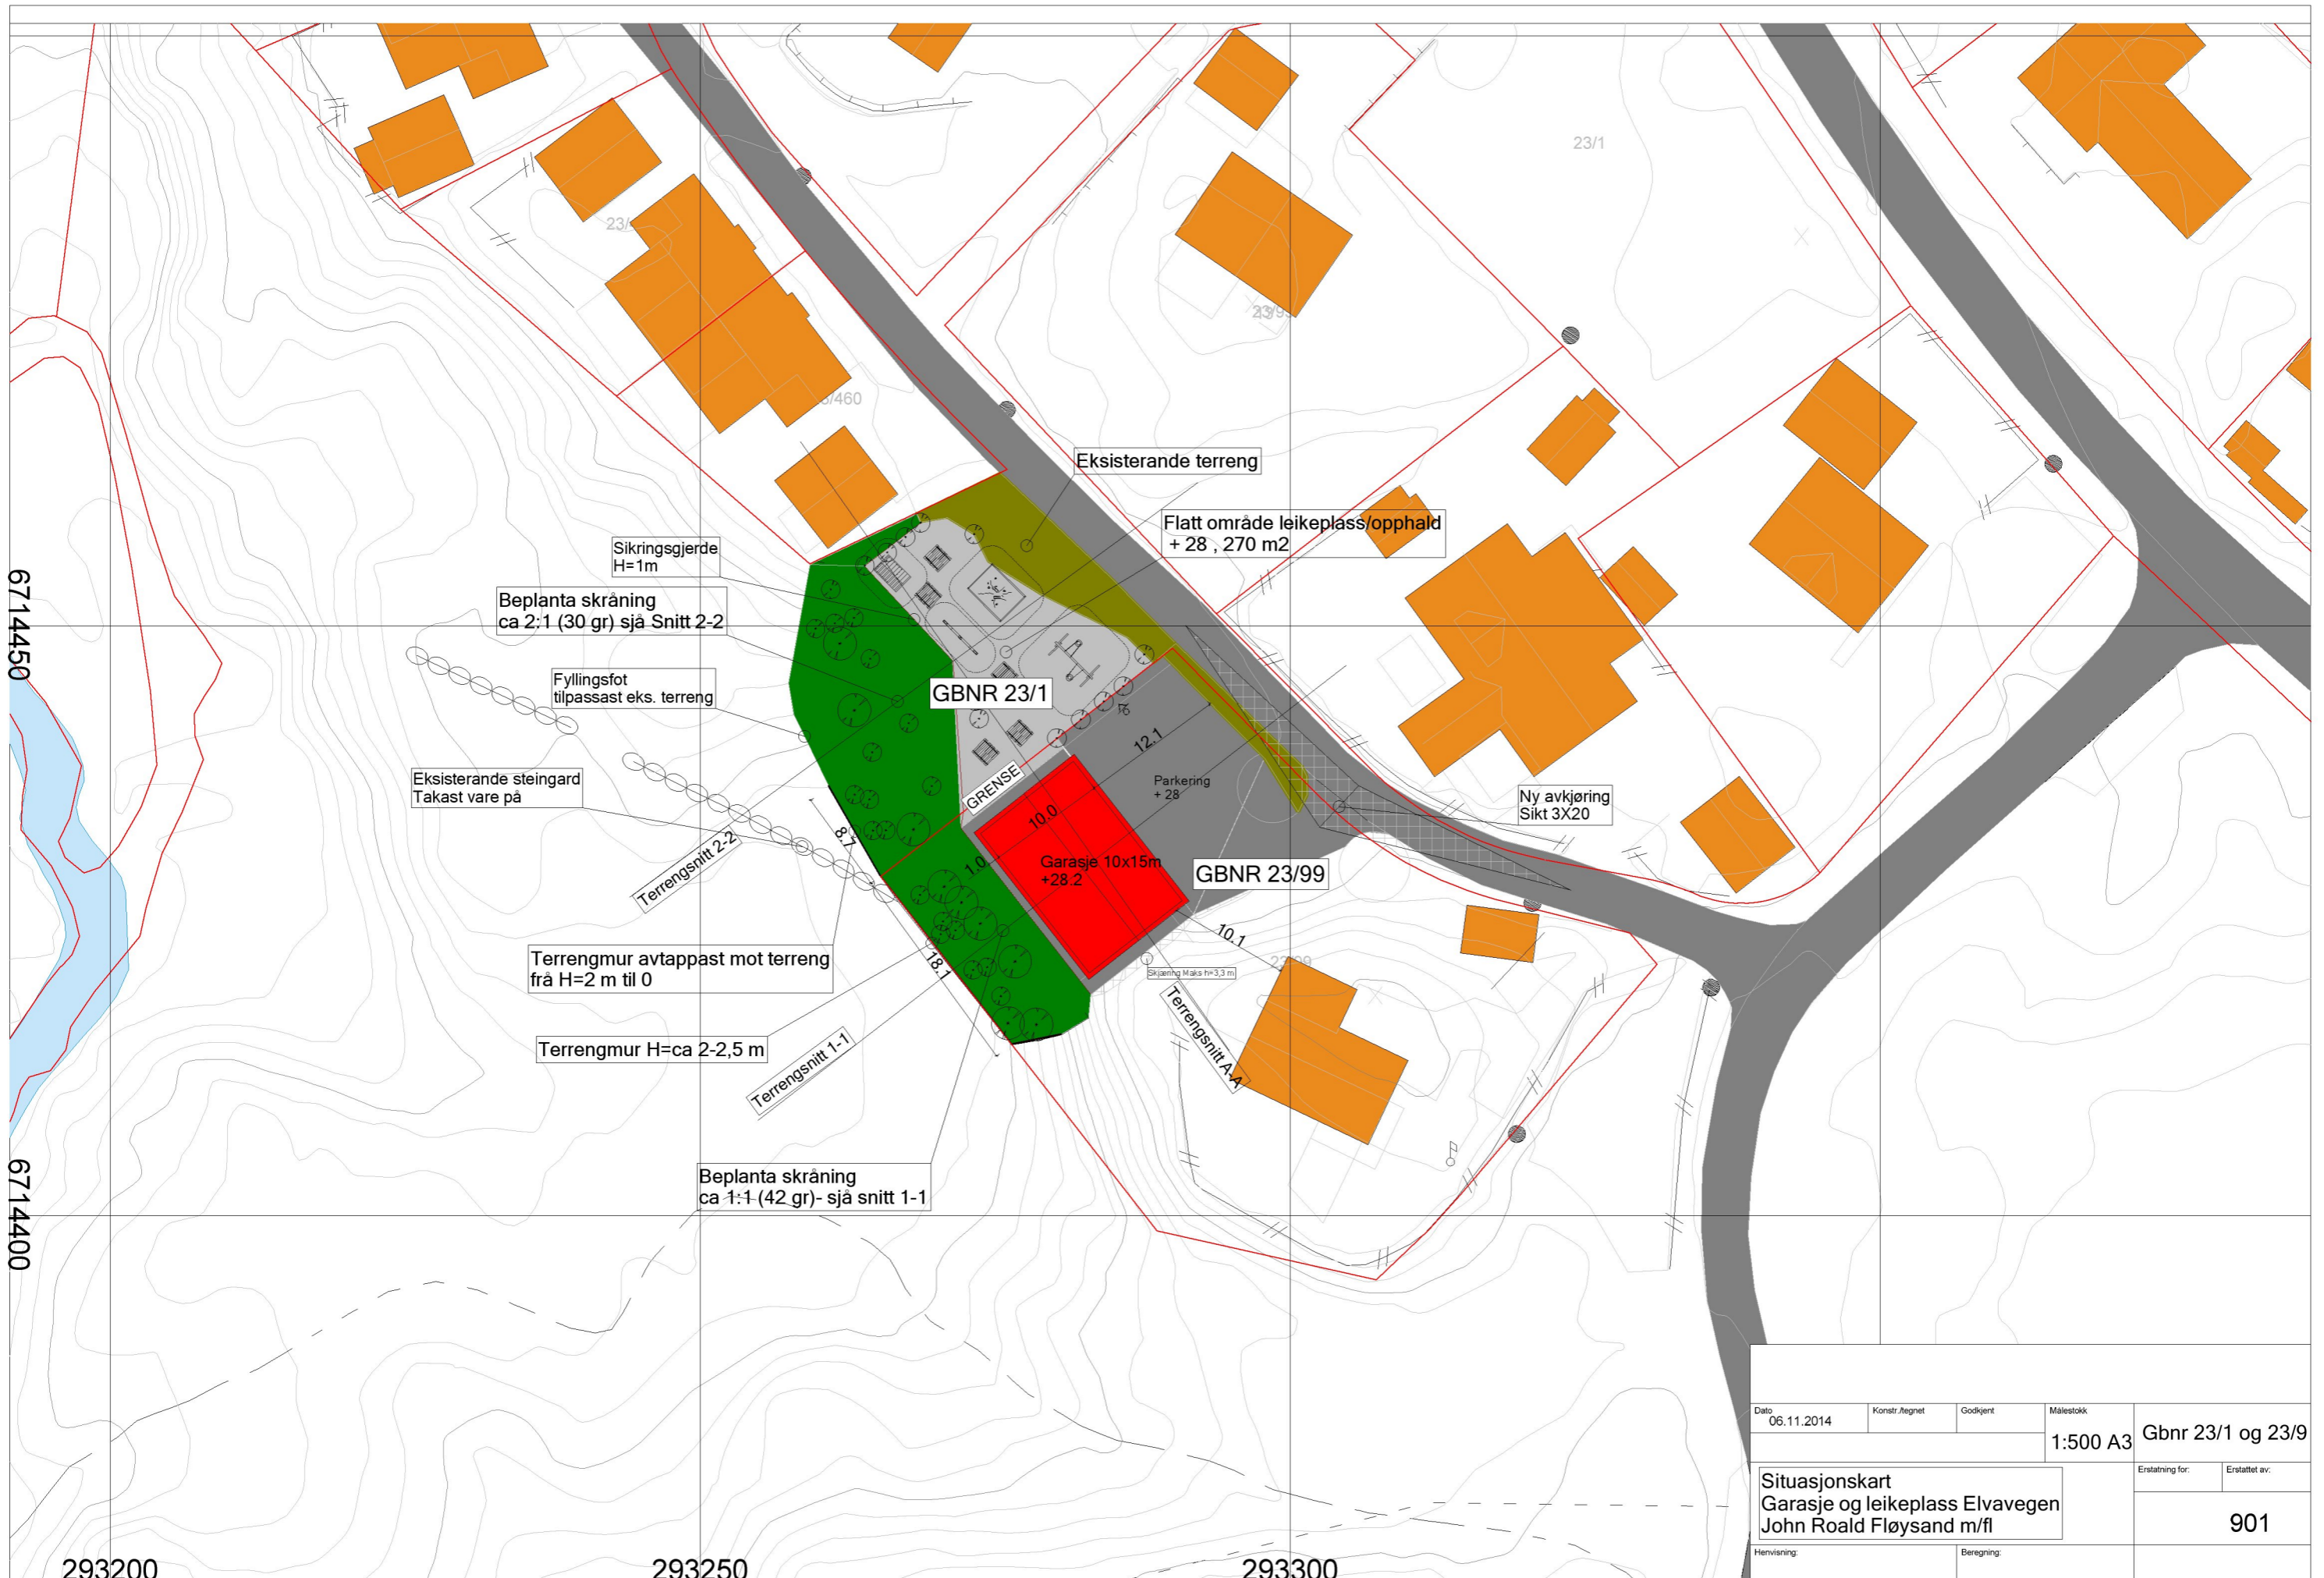 23/1
23/
23/99
/460
Eksisterande terreng
Flatt område leikeplass/opphald
+ 28 , 270 m2
Sikringsgjerde
H=1m
Beplanta skråning
ca 2:1 (30 gr) sjå Snitt 2-2
Fyllingsfot
tilpassast eks. terreng
GBNR 23/1
Eksisterande steingard
Takast vare på
GRENSE
12.1
Parkering
+ 28
Ny avkjøring
Sikt 3X20
10.0
8.7
1.0
Garasje 10x15m
+28.2
GBNR 23/99
Terrengsnitt 2-2
10.1
18.1
Terrengmur avtappast mot terreng
frå H=2 m til 0
Skjæring Maks h=3,3 m
Terrengsnitt A-A
Terrengmur H=ca 2-2,5 m
Terrengsnitt 1-1
Beplanta skråning
ca 1:1 (42 gr)- sjå snitt 1-1
6714450
6714400
293200
293250
293300
Dato
06.11.2014
Konstr./tegnet
Godkjent
Målestokk
1:500 A3
Gbnr 23/1 og 23/9
Situasjonskart
Garasje og leikeplass Elvavegen
John Roald Fløysand m/fl
Erstatning for:
Erstattet av:
901
Henvisning:
Beregning: